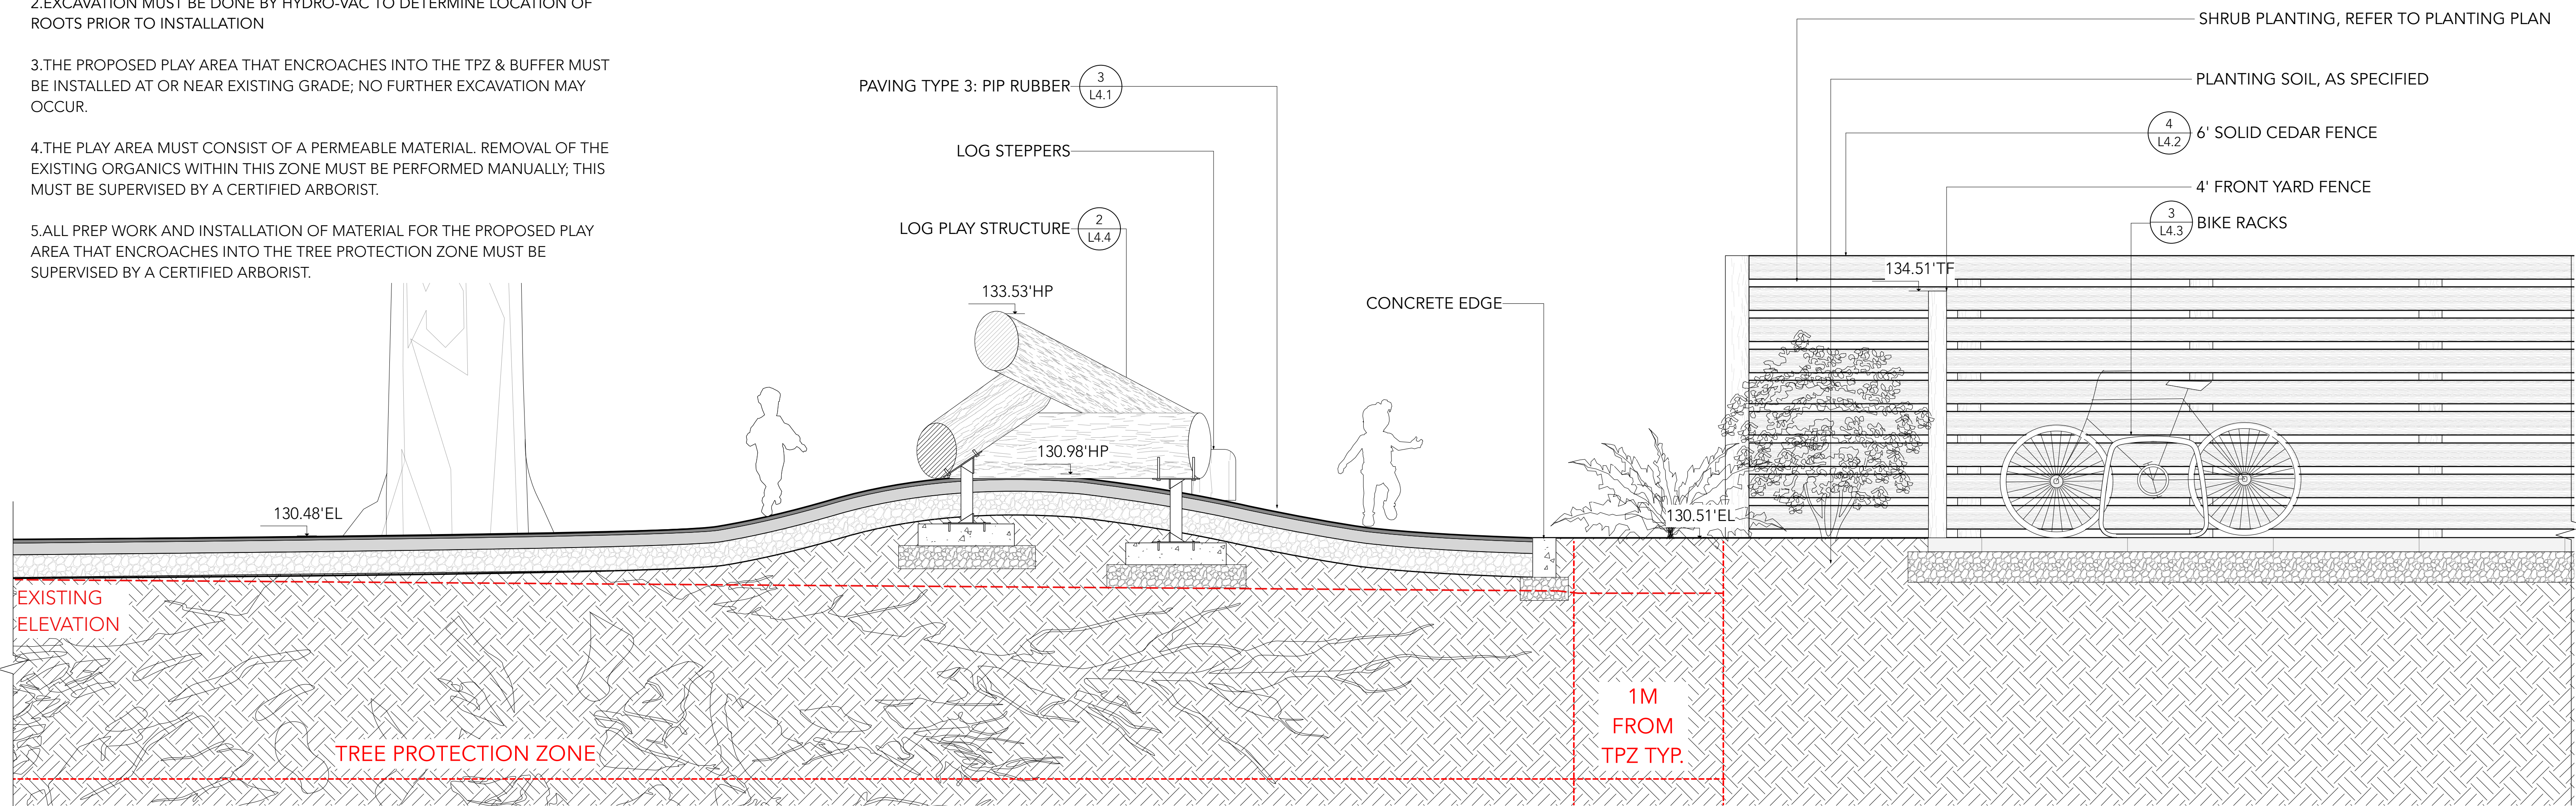 2.EXCAVATION MUST BE DONE BY HYDRO-VAC TO DETERMINE LOCATION OF
ROOTS PRIOR TO INSTALLATION
3.THE PROPOSED PLAY AREA THAT ENCROACHES INTO THE TPZ & BUFFER MUST
BE INSTALLED AT OR NEAR EXISTING GRADE; NO FURTHER EXCAVATION MAY
OCCUR.
4.THE PLAY AREA MUST CONSIST OF A PERMEABLE MATERIAL. REMOVAL OF THE
EXISTING ORGANICS WITHIN THIS ZONE MUST BE PERFORMED MANUALLY; THIS
MUST BE SUPERVISED BY A CERTIFIED ARBORIST.
5.ALL PREP WORK AND INSTALLATION OF MATERIAL FOR THE PROPOSED PLAY
AREA THAT ENCROACHES INTO THE TREE PROTECTION ZONE MUST BE
SUPERVISED BY A CERTIFIED ARBORIST.
PAVING TYPE 3: PIP RUBBER
3
L4.1
LOG STEPPERS
LOG PLAY STRUCTURE
2
L4.4
CONCRETE EDGE
SHRUB PLANTING, REFER TO PLANTING PLAN
PLANTING SOIL, AS SPECIFIED
4
L4.2
6' SOLID CEDAR FENCE
4' FRONT YARD FENCE
3
L4.3
BIKE RACKS
134.51'TF
133.53'HP
130.98'HP
130.48'EL
130.51'EL
EXISTING
ELEVATION
TREE PROTECTION ZONE
1M
FROM
TPZ TYP.